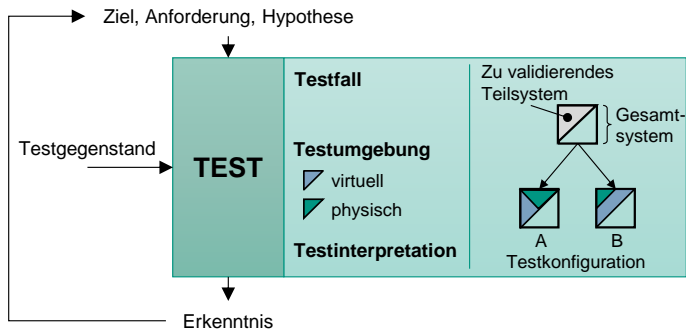 Ziel, Anforderung, Hypothese
Testgegenstand
TEST
Testfall
Testumgebung
virtuell
physisch
Testinterpretation
Zu validierendes
Teilsystem
Gesamt-
system
A
B
Testkonfiguration
Erkenntnis